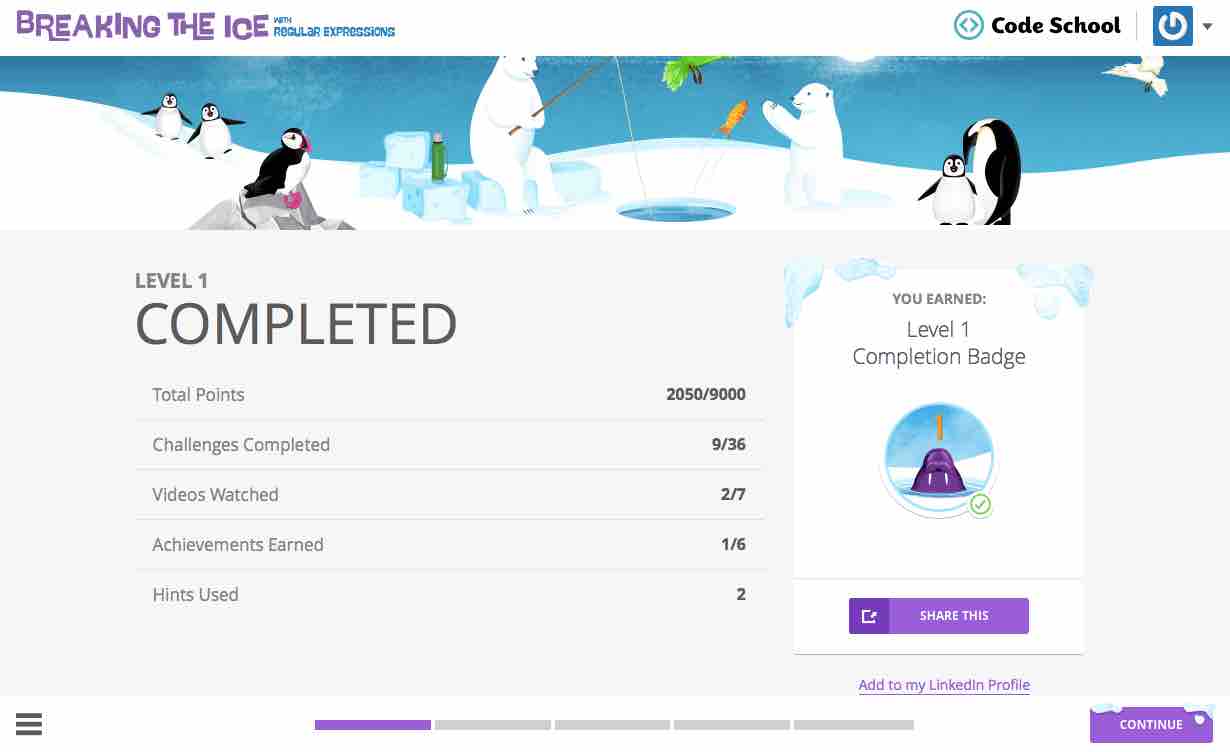 BREAKING THE ICE WITH REGULAR EXPRESSIONS
Code School
LEVEL 1
COMPLETED
Total Points 2050/9000
Challenges Completed 9/36
Videos Watched 2/7
Achievements Earned 1/6
Hints Used 2
YOU EARNED:
Level 1
Completion Badge
1
SHARE THIS
Add to my LinkedIn Profile
CONTINUE